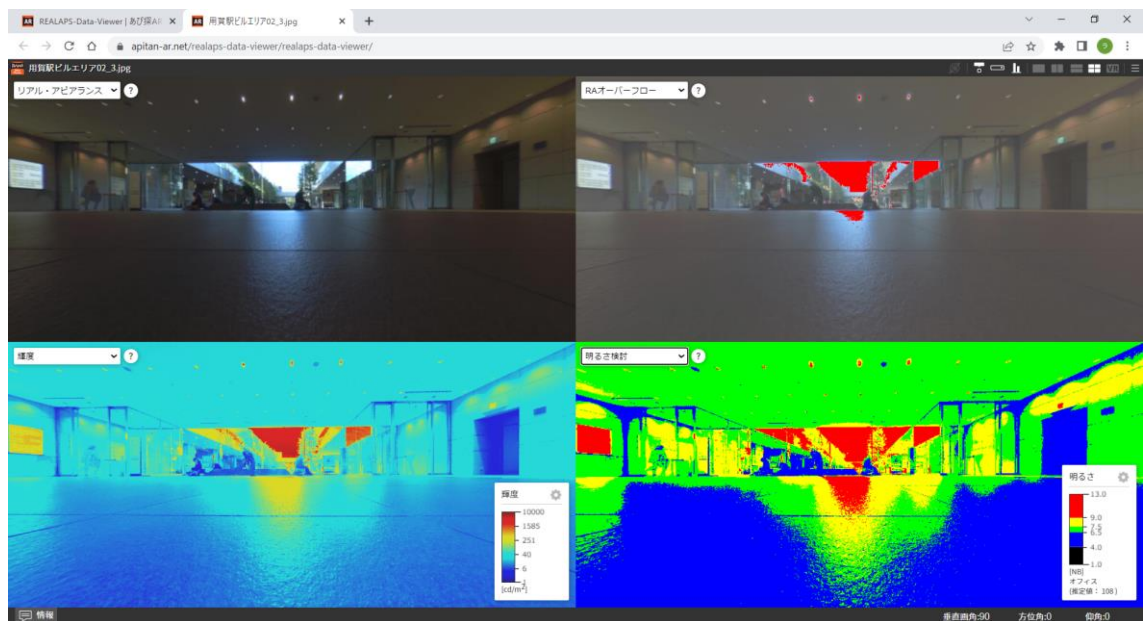 REALAPS-Data-Viewer | あぴ探AR
用賀駅ビルエリア02_3.jpg
apitan-ar.net/realaps-data-viewer/realaps-data-viewer/
用賀駅ビルエリア02_3.jpg
VR
リアル・アピアランス ?
RAオーバーフロー ?
輝度 ?
明るさ検討 ?
輝度
10000
1585
251
40
6
1
[cd/m²]
明るさ
13.0
9.0
7.5
6.5
4.0
1.0
[NB]
オフィス
(推定値：108)
情報
垂直画角:90 方位角:0 仰角:0